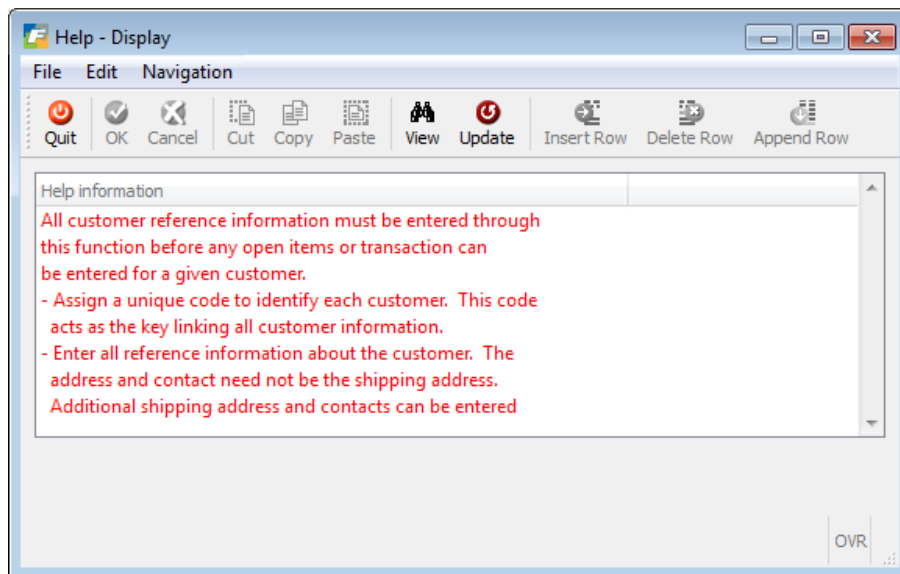 Help - Display
File Edit Navigation
Quit OK Cancel Cut Copy Paste View Update Insert Row Delete Row Append Row
Help information
All customer reference information must be entered through
this function before any open items or transaction can
be entered for a given customer.
- Assign a unique code to identify each customer.  This code
acts as the key linking all customer information.
- Enter all reference information about the customer.  The
address and contact need not be the shipping address.
Additional shipping address and contacts can be entered
OVR